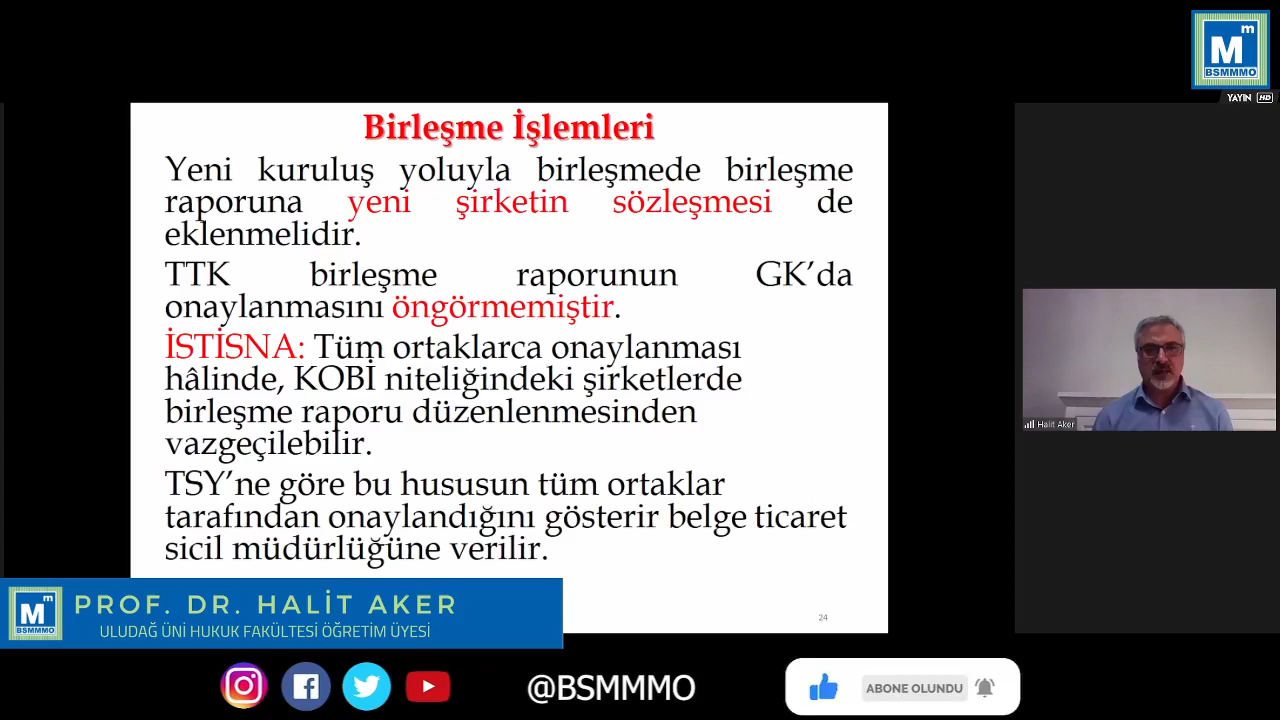 M m
BSMMMO
YAYIN HD
Birleşme İşlemleri
Yeni kuruluş yoluyla birleşmede birleşme
raporuna yeni şirketin sözleşmesi de
eklenmelidir.
TTK birleşme raporunun GK’da
onaylanmasını öngörmemiştir.
İSTİSNA: Tüm ortaklarca onaylanması
hâlinde, KOBİ niteliğindeki şirketlerde
birleşme raporu düzenlenmesinden
vazgeçilebilir.
TSY’ne göre bu hususun tüm ortaklar
tarafından onaylandığını gösterir belge ticaret
sicil müdürlüğüne verilir.
24
Halit Aker
M m
BSMMMO
PROF. DR. HALİT AKER
ULUDAĞ ÜNİ HUKUK FAKÜLTESİ ÖĞRETİM ÜYESİ
@BSMMMO
ABONE OLUNDU